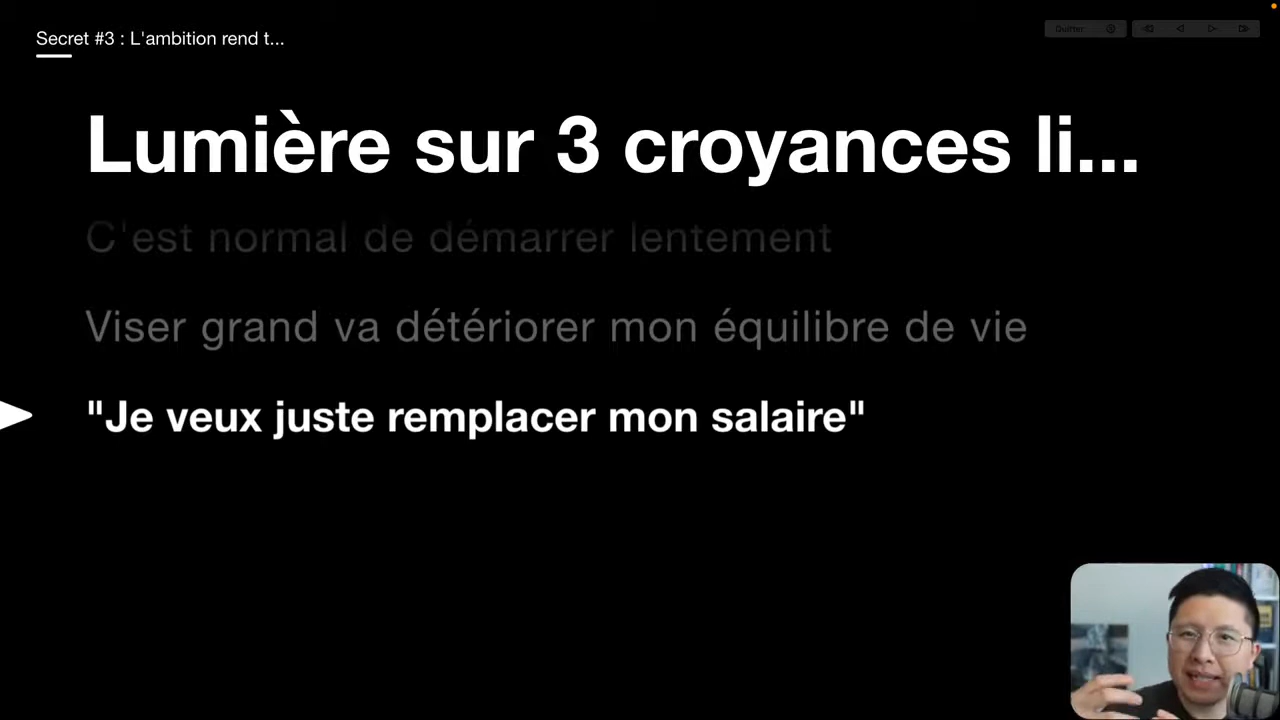 Secret #3 : L'ambition rend t...
Quitter
Lumière sur 3 croyances li...
C'est normal de démarrer lentement
Viser grand va détériorer mon équilibre de vie
"Je veux juste remplacer mon salaire"